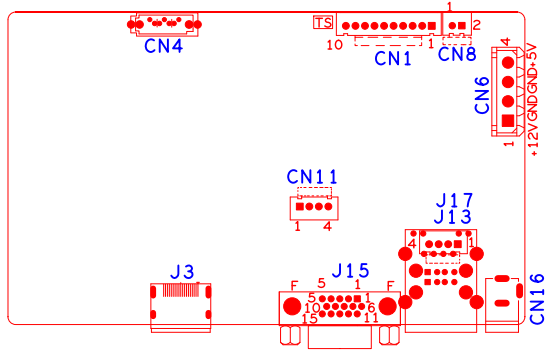 1
TS
CN4
10
1
2
CN1
CN8
4
CN6
+12VGNDGND+5V
1
CN11
1
4
J17
J13
4
1
J3
J15
CN16
F
5
1
F
5
1
10
6
15
11